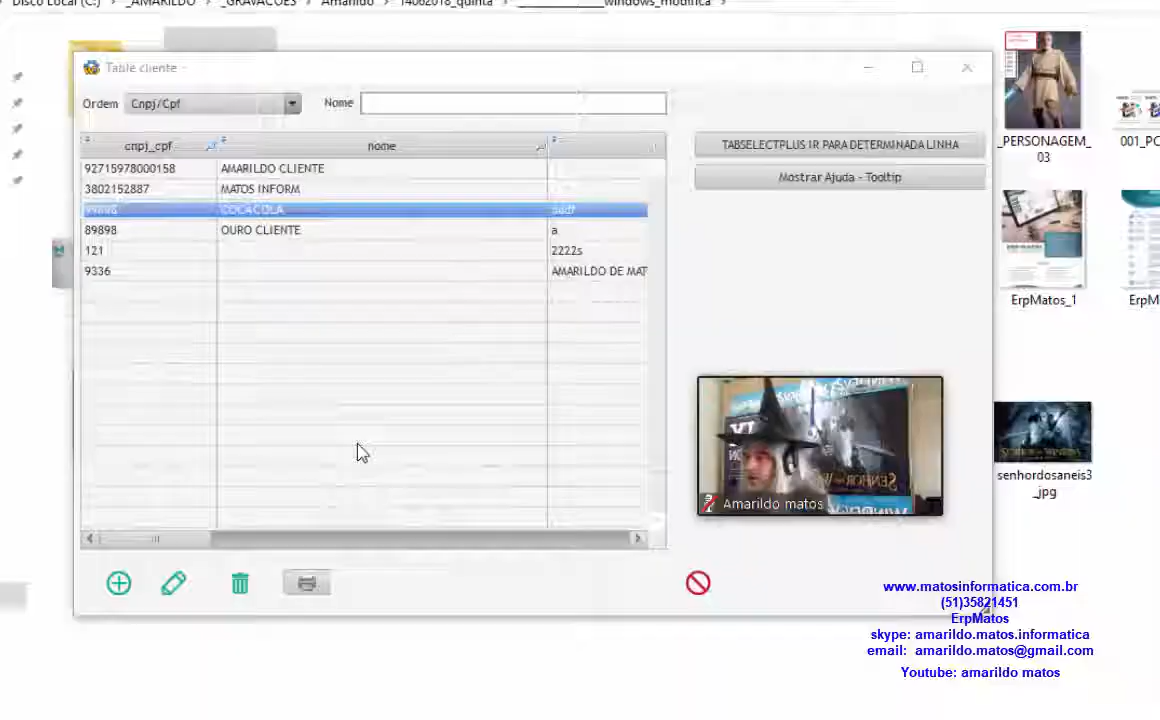 Disco Local (C:) › _AMARILDO › _GRAVACOES › Amarildo › 14062018_quinta › windows_modifica ›
Table cliente
Ordem Cnpj/Cpf Nome
cnpj_cpf nome
TABSELECTPLUS IR PARA DETERMINADA LINHA
Mostrar Ajuda - Tooltip
92715978000158 AMARILDO CLIENTE
3802152887 MATOS INFORM
COCACOLA
89898 OURO CLIENTE a
121 2222s
9336 AMARILDO DE MAT
_PERSONAGEM_
03
001_PC
ErpMatos_1
ErpM
senhordosaneis3
_jpg
Amarildo matos
www.matosinformatica.com.br
(51)35821451
ErpMatos
skype: amarildo.matos.informatica
email: amarildo.matos@gmail.com
Youtube: amarildo matos